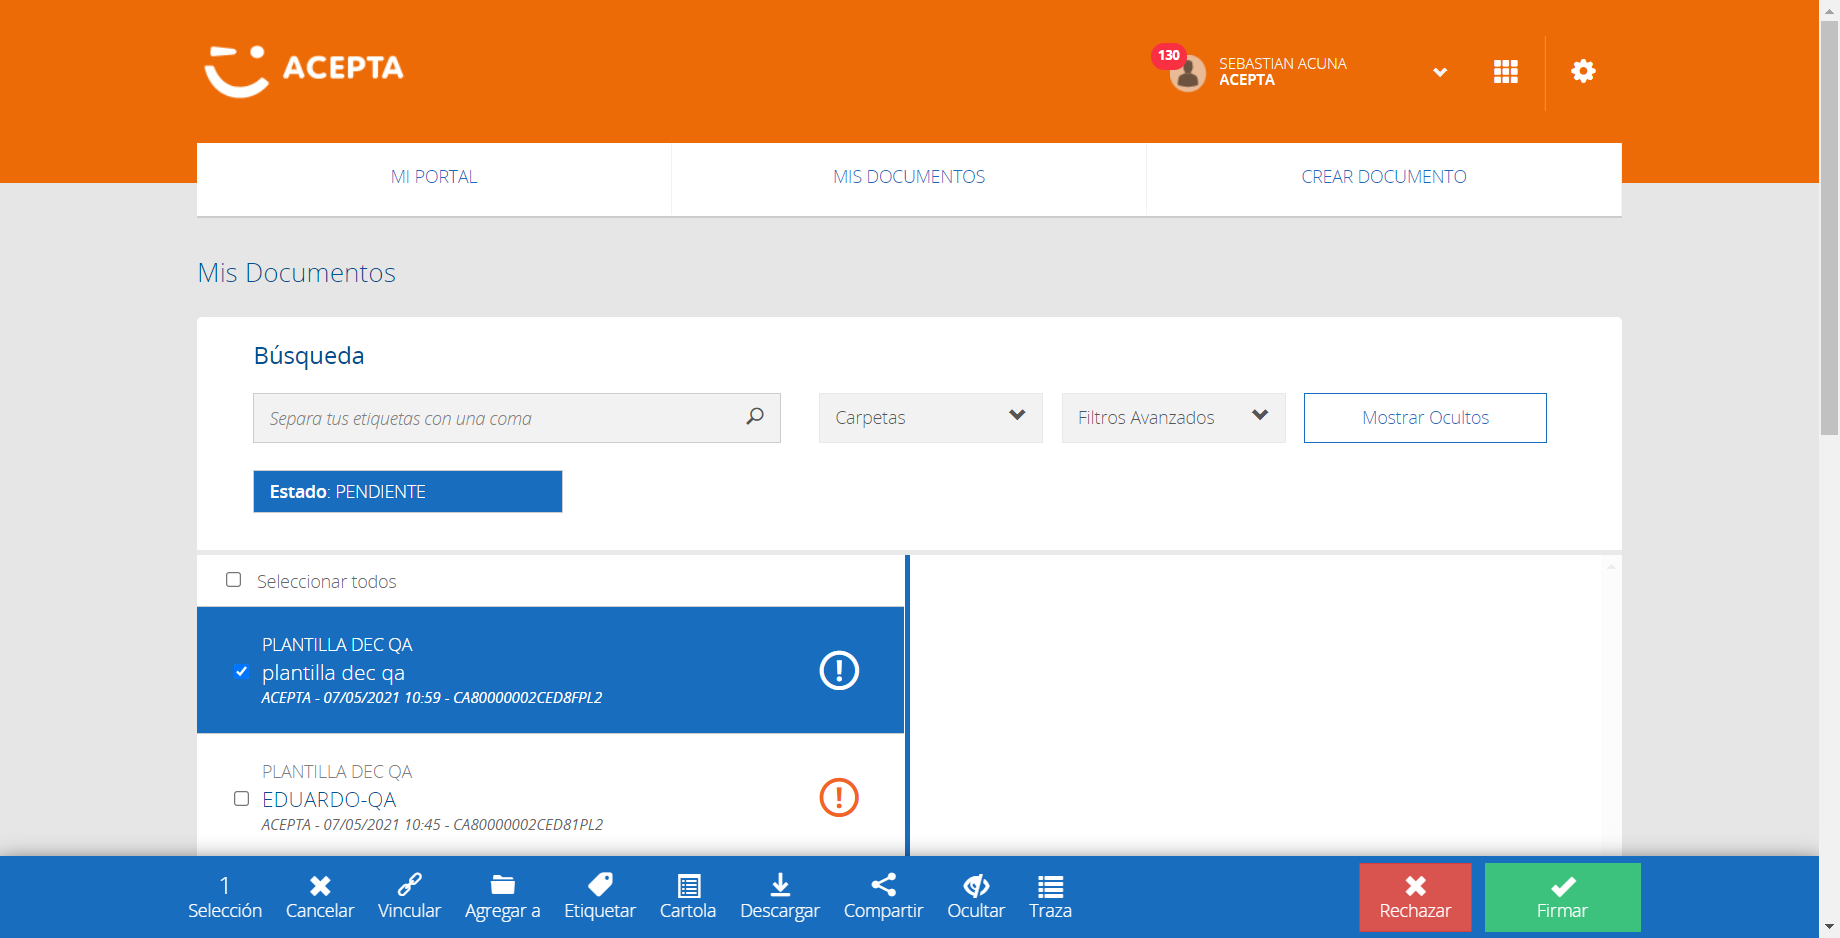 ACEPTA
130
SEBASTIAN ACUNA
ACEPTA
MI PORTAL
MIS DOCUMENTOS
CREAR DOCUMENTO
Mis Documentos
Búsqueda
Separa tus etiquetas con una coma
Carpetas
Filtros Avanzados
Mostrar Ocultos
Estado: PENDIENTE
Seleccionar todos
PLANTILLA DEC QA
plantilla dec qa
ACEPTA - 07/05/2021 10:59 - CA80000002CED8FPL2
PLANTILLA DEC QA
EDUARDO-QA
ACEPTA - 07/05/2021 10:45 - CA80000002CED81PL2
1
Selección
Cancelar
Vincular
Agregar a
Etiquetar
Cartola
Descargar
Compartir
Ocultar
Traza
Rechazar
Firmar